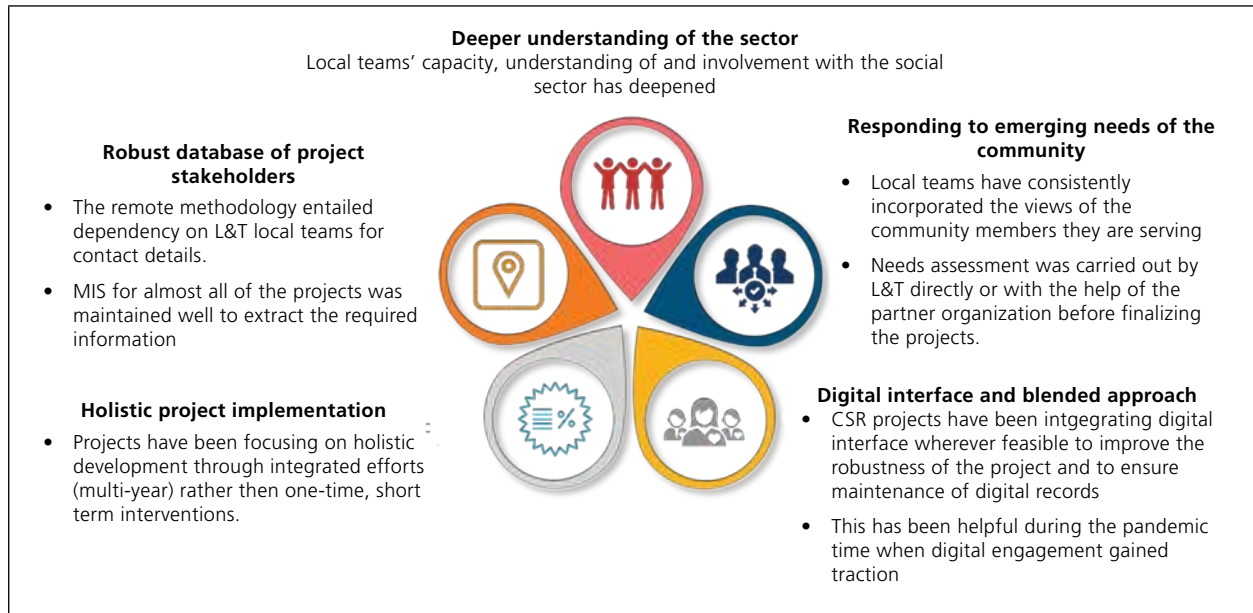 Deeper understanding of the sector
Local teams’ capacity, understanding of and involvement with the social
sector has deepened
Robust database of project
stakeholders
• The remote methodology entailed
dependency on L&T local teams for
contact details.
• MIS for almost all of the projects was
maintained well to extract the required
information
Holistic project implementation
• Projects have been focusing on holistic
development through integrated efforts
(multi-year) rather then one-time, short
term interventions.
Responding to emerging needs of the
community
• Local teams have consistently
incorporated the views of the
community members they are serving
• Needs assessment was carried out by
L&T directly or with the help of the
partner organization before finalizing
the projects.
Digital interface and blended approach
• CSR projects have been intgegrating digital
interface wherever feasible to improve the
robustness of the project and to ensure
maintenance of digital records
• This has been helpful during the pandemic
time when digital engagement gained
traction
%